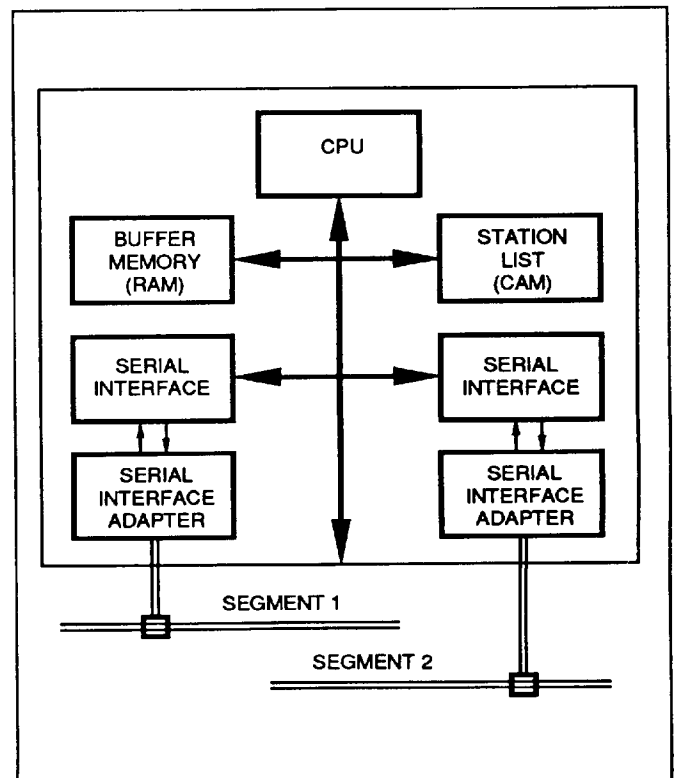 CPU
BUFFER
MEMORY
(RAM)
STATION
LIST
(CAM)
SERIAL
INTERFACE
SERIAL
INTERFACE
SERIAL
INTERFACE
ADAPTER
SERIAL
INTERFACE
ADAPTER
SEGMENT 1
SEGMENT 2